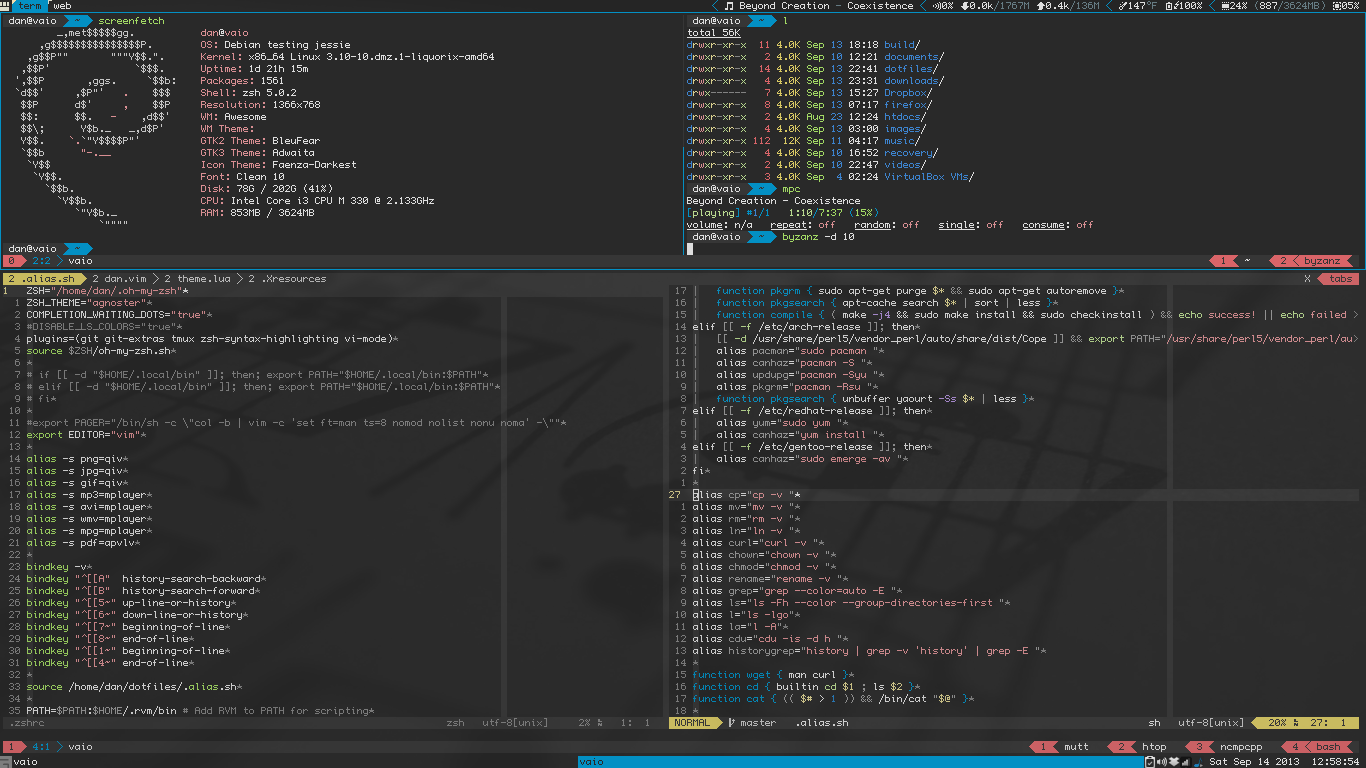 term web ♫ Beyond Creation - Coexistence 0% 0.0k/1767M 0.4k/136M 147°F 100% 24% (887/3624MB) 05%
dan@vaio ~ screenfetch
_,met$$$$$gg.
,g$$$$$$$$$$$$$$$P.
,g$$P"" """Y$$.".
,$$P' `$$$.
',$$P ,ggs. `$$b:
`d$$' ,$P"' . $$$
$$P d$' , $$P
$$: $$. - ,d$$'
$$\; Y$b._ _,d$P'
Y$$. `.`"Y$$$$P"'
`$$b "-.__
`Y$$
`Y$$.
`$$b.
`Y$$b.
`"Y$b._
`""""
dan@vaio
OS: Debian testing jessie
Kernel: x86_64 Linux 3.10-10.dmz.1-liquorix-amd64
Uptime: 1d 21h 15m
Packages: 1561
Shell: zsh 5.0.2
Resolution: 1366x768
WM: Awesome
WM Theme:
GTK2 Theme: BleuFear
GTK3 Theme: Adwaita
Icon Theme: Faenza-Darkest
Font: Clean 10
Disk: 78G / 202G (41%)
CPU: Intel Core i3 CPU M 330 @ 2.133GHz
RAM: 853MB / 3624MB
dan@vaio ~
dan@vaio ~ l
total 56K
drwxr-xr-x 11 4.0K Sep 13 18:18 build/
drwxr-xr-x 2 4.0K Sep 10 12:21 documents/
drwxr-xr-x 14 4.0K Sep 13 22:41 dotfiles/
drwxr-xr-x 4 4.0K Sep 13 23:31 downloads/
drwx------ 7 4.0K Sep 13 15:27 Dropbox/
drwxr-xr-x 8 4.0K Sep 13 07:17 firefox/
drwxr-xr-x 2 4.0K Aug 23 12:24 htdocs/
drwxr-xr-x 4 4.0K Sep 13 03:00 images/
drwxr-xr-x 112 12K Sep 11 04:17 music/
drwxr-xr-x 4 4.0K Sep 10 16:52 recovery/
drwxr-xr-x 4 4.0K Sep 10 22:47 videos/
drwxr-xr-x 3 4.0K Sep 4 02:24 VirtualBox VMs/
dan@vaio ~ mpc
Beyond Creation - Coexistence
[playing] #1/1 1:10/7:37 (15%)
volume: n/a repeat: off random: off single: off consume: off
dan@vaio ~ byzanz -d 10
0 2:2 vaio 1 ~ 2 byzanz
2 .alias.sh 2 dan.vim 2 theme.lua 2 .Xresources X tabs
1 ZSH="/home/dan/.oh-my-zsh"*
1 ZSH_THEME="agnoster"*
2 COMPLETION_WAITING_DOTS="true"*
3 #DISABLE_LS_COLORS="true"*
4 plugins=(git git-extras tmux zsh-syntax-highlighting vi-mode)*
5 source $ZSH/oh-my-zsh.sh*
6 *
7 # if [[ -d "$HOME/.local/bin" ]]; then; export PATH="$HOME/.local/bin:$PATH"*
8 # elif [[ -d "$HOME/.local/bin" ]]; then; export PATH="$HOME/.local/bin"*
9 # fi*
10 *
11 #export PAGER="/bin/sh -c \"col -b | vim -c 'set ft=man ts=8 nomod nolist nonu noma' -\""*
12 export EDITOR="vim"*
13 *
14 alias -s png=qiv*
15 alias -s jpg=qiv*
16 alias -s gif=qiv*
17 alias -s mp3=mplayer*
18 alias -s avi=mplayer*
19 alias -s wmv=mplayer*
20 alias -s mpg=mplayer*
21 alias -s pdf=apvlv*
22 *
23 bindkey -v*
24 bindkey "^[[A" history-search-backward*
25 bindkey "^[[B" history-search-forward*
26 bindkey "^[[5~" up-line-or-history*
27 bindkey "^[[6~" down-line-or-history*
28 bindkey "^[[7~" beginning-of-line*
29 bindkey "^[[8~" end-of-line*
30 bindkey "^[[1~" beginning-of-line*
31 bindkey "^[[4~" end-of-line*
32 *
33 source /home/dan/dotfiles/.alias.sh*
34 *
35 PATH=$PATH:$HOME/.rvm/bin # Add RVM to PATH for scripting*
.zshrc zsh utf-8[unix] 2% 1: 1
17 | function pkgrm { sudo apt-get purge $* && sudo apt-get autoremove }*
16 | function pkgsearch { apt-cache search $* | sort | less }*
15 | function compile { ( make -j4 && sudo make install && sudo checkinstall ) && echo success! || echo failed >
14 elif [[ -f /etc/arch-release ]]; then*
13 | [[ -d /usr/share/perl5/vendor_perl/auto/share/dist/Cope ]] && export PATH="/usr/share/perl5/vendor_perl/au>
12 | alias pacman="sudo pacman "*
11 | alias canhaz="pacman -S "*
10 | alias updupg="pacman -Syu "*
9 | alias pkgrm="pacman -Rsu "*
8 | function pkgsearch { unbuffer yaourt -Ss $* | less }*
7 elif [[ -f /etc/redhat-release ]]; then*
6 | alias yum="sudo yum "*
5 | alias canhaz="yum install "*
4 elif [[ -f /etc/gentoo-release ]]; then*
3 | alias canhaz="sudo emerge -av "*
2 fi*
1 *
27 alias cp="cp -v "*
1 alias mv="mv -v "*
2 alias rm="rm -v "*
3 alias ln="ln -v "*
4 alias curl="curl -v "*
5 alias chown="chown -v "*
6 alias chmod="chmod -v "*
7 alias rename="rename -v "*
8 alias grep="grep --color=auto -E "*
9 alias ls="ls -Fh --color --group-directories-first "*
10 alias l="ls -lgo"*
11 alias la="l -A"*
12 alias cdu="cdu -is -d h "*
13 alias historygrep="history | grep -v 'history' | grep -E "*
14 *
15 function wget { man curl }*
16 function cd { builtin cd $1 ; ls $2 }*
17 function cat { (( $# > 1 )) && /bin/cat "$@" }*
18 *
NORMAL master .alias.sh sh utf-8[unix] 20% 27: 1
1 4:1 vaio 1 mutt 2 htop 3 ncmpcpp 4 bash
vaio vaio Sat Sep 14 2013 12:58:54